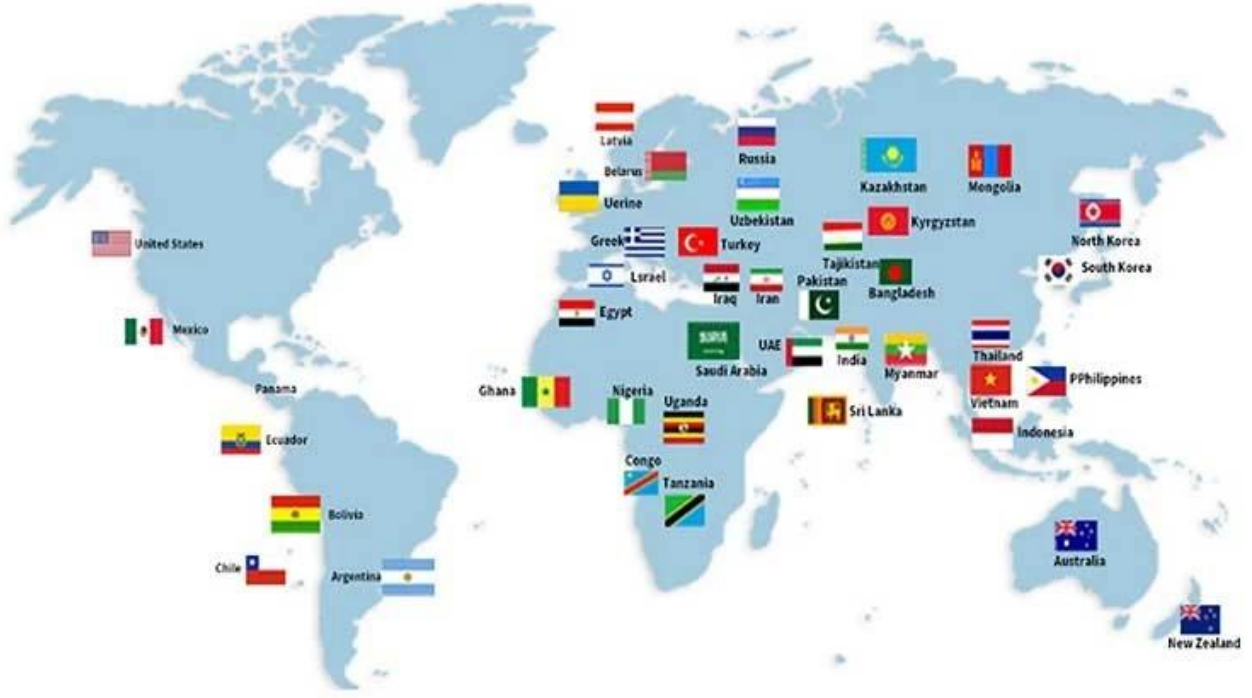 Latvia
Russia
Belarus
Kazakhstan
Mongolia
Uerine
Uzbekistan
Kyrgyzstan
North Korea
United States
Greek
Turkey
Tajikistan
South Korea
Lsrael
Iraq
Iran
Pakistan
Bangladesh
Egypt
Mexico
Saudi Arabia
UAE
India
Myanmar
Thailand
Panama
Ghana
Nigeria
Uganda
Sri Lanka
Vietnam
PPhilippines
Ecuador
Indonesia
Congo
Tanzania
Bolivia
Chile
Argentina
Australia
New Zealand